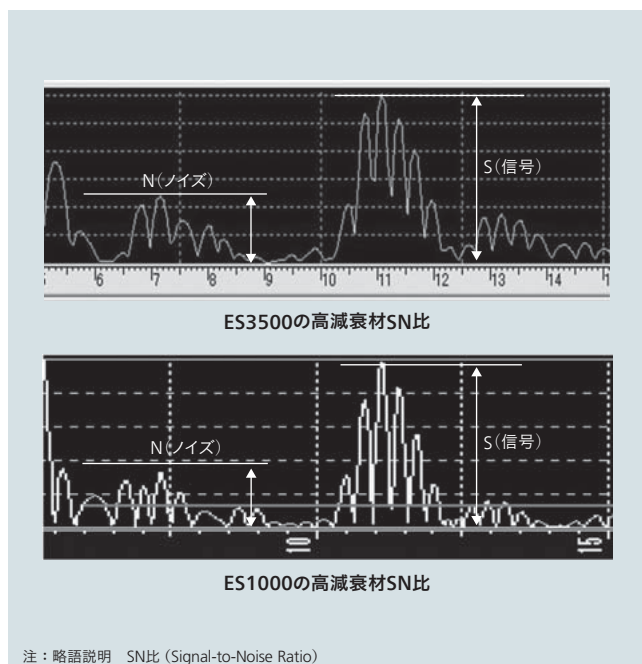 N(ノイズ)
S(信号)
6 7 8 9 10 11 12 13 14
ES3500の高減衰材SN比
N(ノイズ)
S(信号)
10 15
ES1000の高減衰材SN比
注：略語説明　SN比（Signal-to-Noise Ratio）